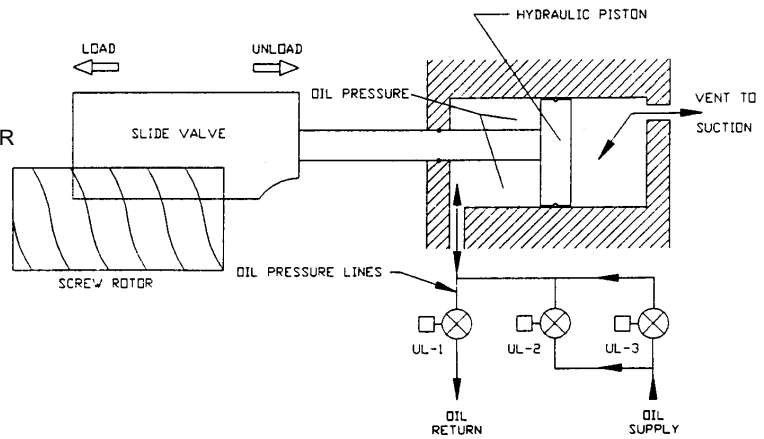 HYDRAULIC PISTON
LOAD
UNLOAD
OIL PRESSURE
VENT TO
SUCTION
R
SLIDE VALVE
OIL PRESSURE LINES
SCREW ROTOR
UL-1
UL-2
UL-3
OIL
RETURN
OIL
SUPPLY